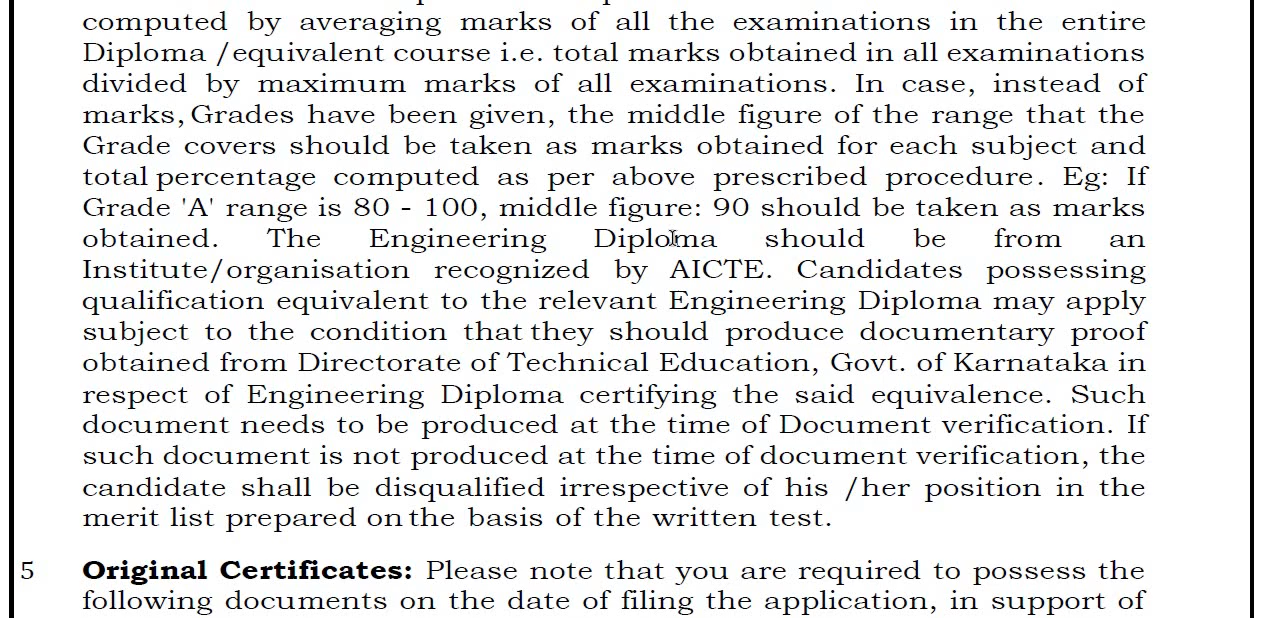 computed by averaging marks of all the examinations in the entire
Diploma /equivalent course i.e. total marks obtained in all examinations
divided by maximum marks of all examinations. In case, instead of
marks, Grades have been given, the middle figure of the range that the
Grade covers should be taken as marks obtained for each subject and
total percentage computed as per above prescribed procedure. Eg: If
Grade 'A' range is 80 - 100, middle figure: 90 should be taken as marks
obtained. The Engineering Diploma should be from an
Institute/organisation recognized by AICTE. Candidates possessing
qualification equivalent to the relevant Engineering Diploma may apply
subject to the condition that they should produce documentary proof
obtained from Directorate of Technical Education, Govt. of Karnataka in
respect of Engineering Diploma certifying the said equivalence. Such
document needs to be produced at the time of Document verification. If
such document is not produced at the time of document verification, the
candidate shall be disqualified irrespective of his /her position in the
merit list prepared on the basis of the written test.
5 Original Certificates: Please note that you are required to possess the
following documents on the date of filing the application, in support of